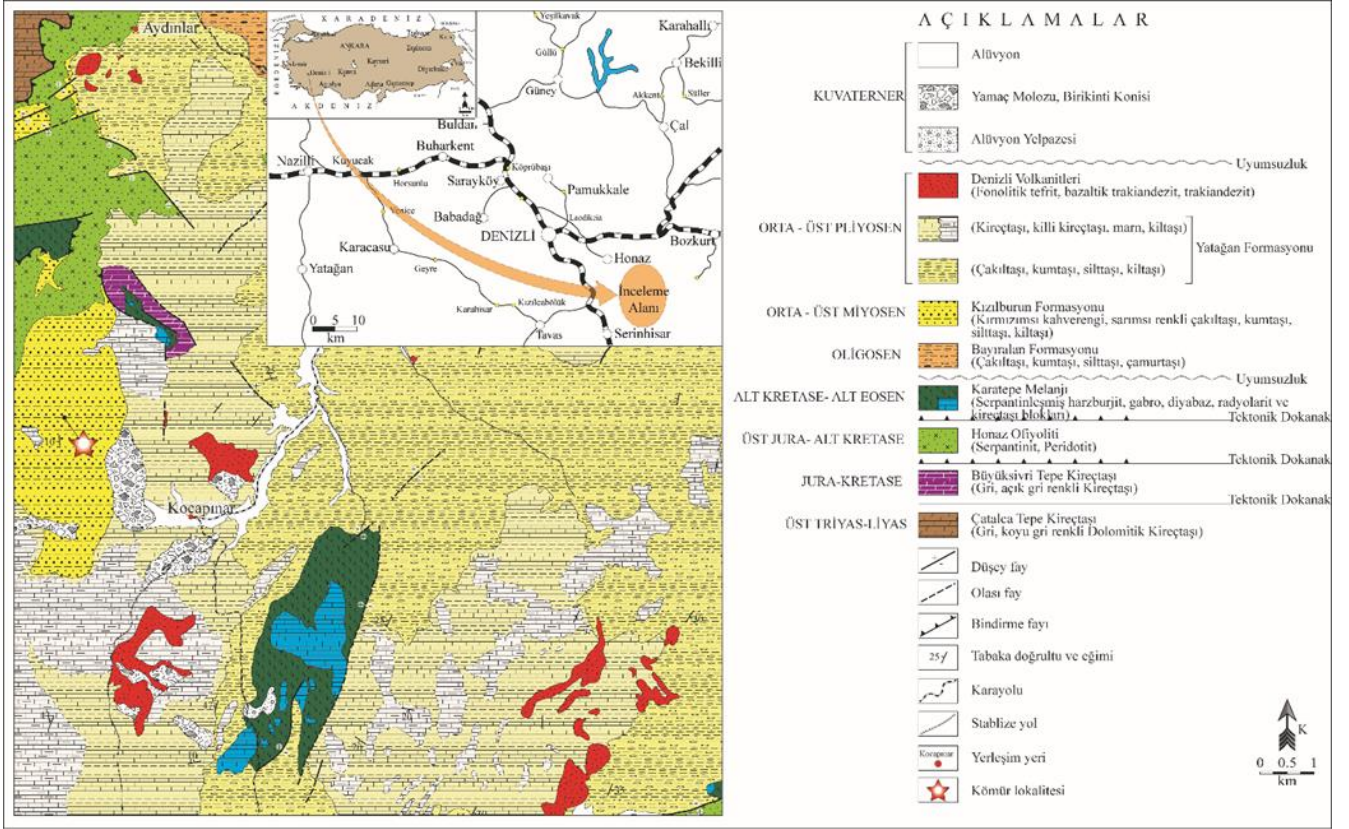 Aydınlar
Kocapınar
KARADENİZ
ANKARA
AKDENİZ
Yeşilkavak
Güllü
Güney
Karahallı
Bekilli
Akkent
Süller
Çal
Buldan
Buharkent
Nazilli
Kuyucak
Horsunlu
Köprübaşı
Sarayköy
Pamukkale
Yenice
Babadağ
Laodikeia
DENİZLİ
Bozkurt
Karacasu
Honaz
Yatağan
Geyre
İnceleme
Alanı
Kızılcabölük
Karahisar
0 5 10
km
Tavas
Serinhisar
AÇIKLAMALAR
Alüvyon
KUVATERNER
Yamaç Molozu, Birikinti Konisi
Alüvyon Yelpazesi
Uyumsuzluk
Denizli Volkanitleri
(Fonolitik tefrit, bazaltik trakiandezit, trakiandezit)
ORTA - ÜST PLİYOSEN
(Kireçtaşı, killi kireçtaşı, marn, kiltaşı)
Yatağan Formasyonu
(Çakıltaşı, kumtaşı, silttaşı, kiltaşı)
ORTA - ÜST MİYOSEN
Kızılburun Formasyonu
(Kırmızımsı kahverengi, sarımsı renkli çakıltaşı, kumtaşı,
silttaşı, kiltaşı)
OLİGOSEN
Bayıralan Formasyonu
(Çakıltaşı, kumtaşı, silttaşı, çamurtaşı)
Uyumsuzluk
ALT KRETASE- ALT EOSEN
Karatepe Melanjı
(Serpantinleşmiş harzburjit, gabro, diyabaz, radyolarit ve
kireçtaşı blokları)
Tektonik Dokanak
ÜST JURA- ALT KRETASE
Honaz Ofiyoliti
(Serpantinit, Peridotit)
Tektonik Dokanak
JURA-KRETASE
Büyüksivri Tepe Kireçtaşı
(Gri, açık gri renkli Kireçtaşı)
Tektonik Dokanak
ÜST TRİYAS-LİYAS
Çatalca Tepe Kireçtaşı
(Gri, koyu gri renkli Dolomitik Kireçtaşı)
Düşey fay
Olası fay
Bindirme fayı
25
Tabaka doğrultu ve eğimi
Karayolu
Stablize yol
Kocapınar
Yerleşim yeri
Kömür lokalitesi
K
0 0.5 1
km